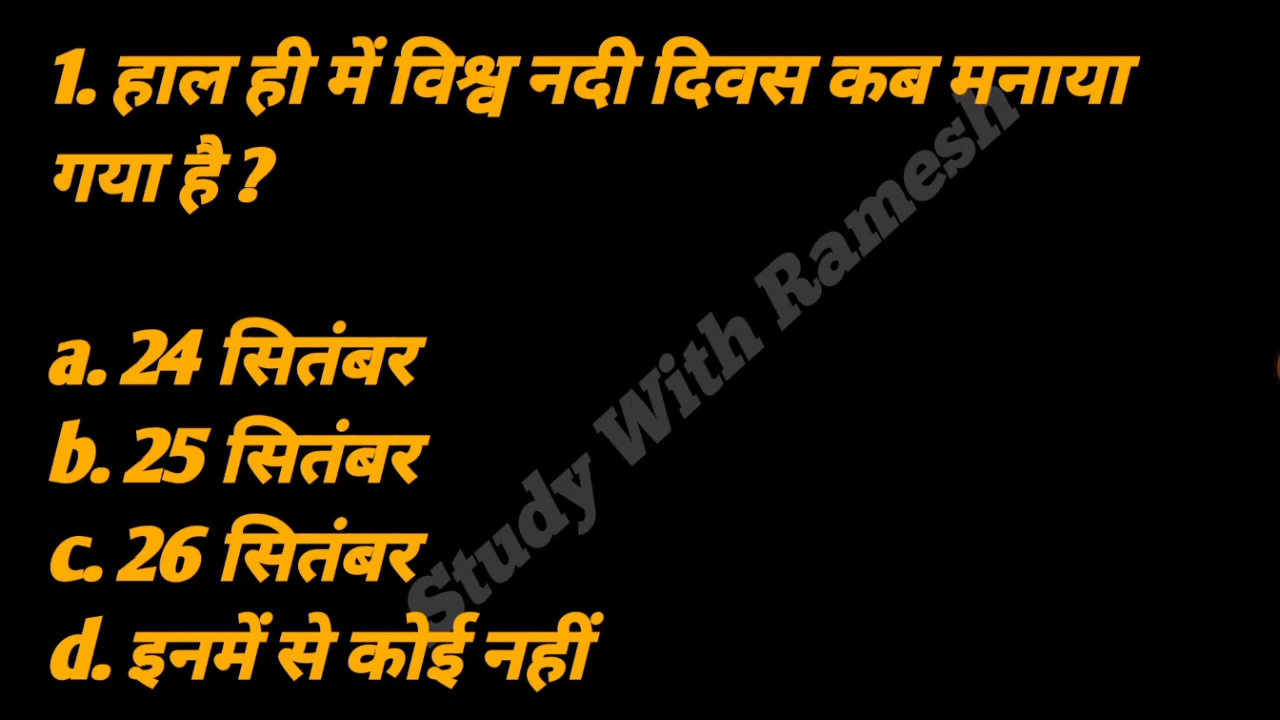 1. हाल ही में विश्व नदी दिवस कब मनाया
गया है ?
a. 24 सितंबर
b. 25 सितंबर
c. 26 सितंबर
d. इनमें से कोई नहीं
Study With Ramesh